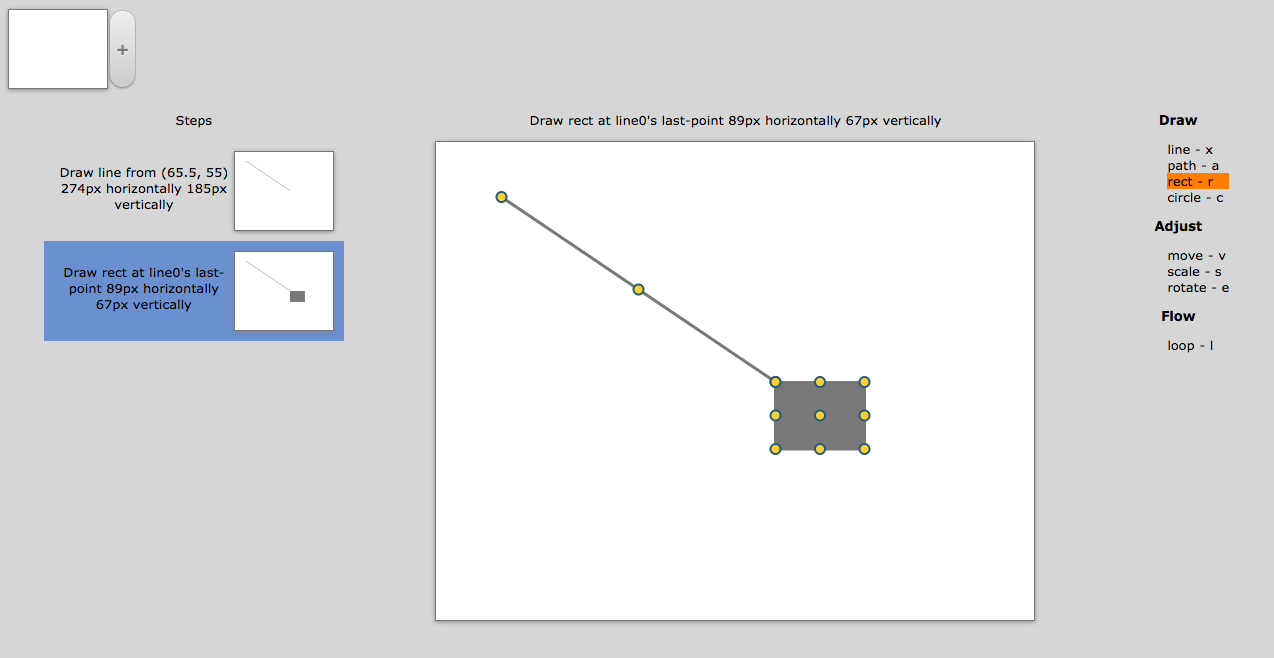 +
Steps
Draw line from (65.5, 55)
274px horizontally 185px
vertically
Draw rect at line0's last-
point 89px horizontally
67px vertically
Draw rect at line0's last-point 89px horizontally 67px vertically
Draw
line - x
path - a
rect - r
circle - c
Adjust
move - v
scale - s
rotate - e
Flow
loop - l